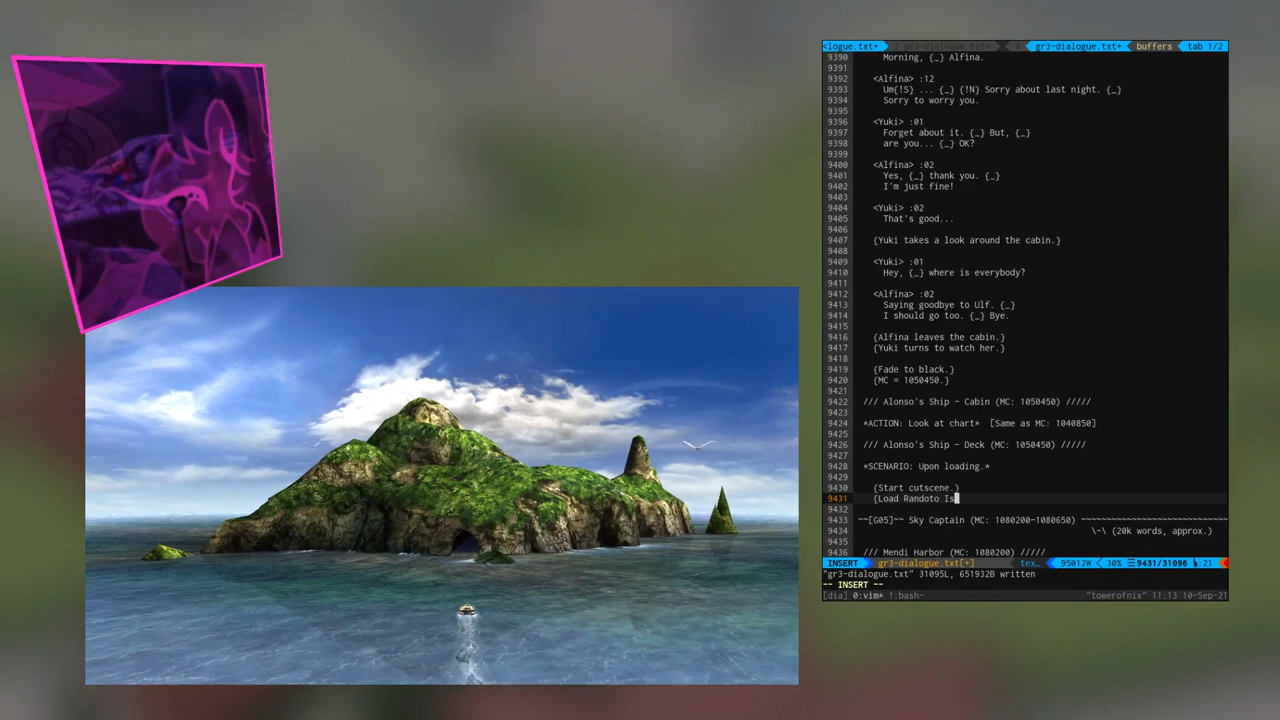 <logue.txt+ gr3-dialogue.txt+ gr3-dialogue.txt+ buffers tab 1/2
9390 Morning, {_} Alfina.
9391
9392 <Alfina> :12
9393 Um{!S} ... {_} {!N} Sorry about last night. {_}
9394 Sorry to worry you.
9395
9396 <Yuki> :01
9397 Forget about it. {_} But, {_}
9398 are you... {_} OK?
9399
9400 <Alfina> :02
9401 Yes, {_} thank you. {_}
9402 I'm just fine!
9403
9404 <Yuki> :02
9405 That's good...
9406
9407 {Yuki takes a look around the cabin.}
9408
9409 <Yuki> :01
9410 Hey, {_} where is everybody?
9411
9412 <Alfina> :02
9413 Saying goodbye to Ulf. {_}
9414 I should go too. {_} Bye.
9415
9416 {Alfina leaves the cabin.}
9417 {Yuki turns to watch her.}
9418
9419 {Fade to black.}
9420 {MC = 1050450.}
9421
9422 /// Alonso's Ship - Cabin (MC: 1050450) /////
9423
9424 *ACTION: Look at chart* [Same as MC: 1040850]
9425
9426 /// Alonso's Ship - Deck (MC: 1050450) /////
9427
9428 *SCENARIO: Upon loading.*
9429
9430 {Start cutscene.}
9431 {Load Randoto Is
9432
9433 ~~[G05]~~ Sky Captain (MC: 1080200-1080650) ~~~~~~~~~~~~~~~~~~~~~~~~~~~~
9434 \~\ (20k words, approx.)
9435
9436 /// Mendi Harbor (MC: 1080200) /////
INSERT gr3-dialogue.txt[+] tex… 95012W < 30% ☰ 9431/31096
"gr3-dialogue.txt" 31095L, 651932B written
-- INSERT --
[dia] 0:vim* 1:bash- "towerofnix" 11:13 10-Sep-21